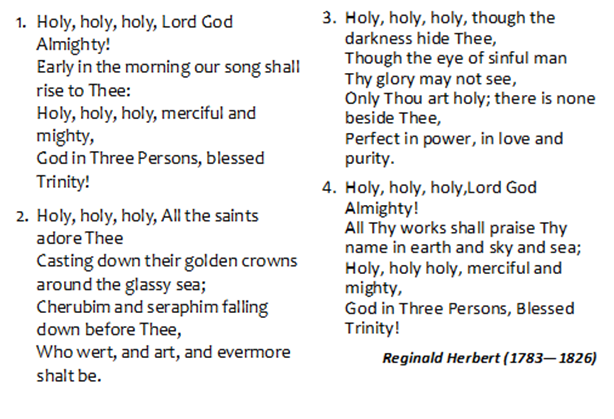 1. Holy, holy, holy, Lord God
Almighty!
Early in the morning our song shall
rise to Thee:
Holy, holy, holy, merciful and
mighty,
God in Three Persons, blessed
Trinity!
2. Holy, holy, holy, All the saints
adore Thee
Casting down their golden crowns
around the glassy sea;
Cherubim and seraphim falling
down before Thee,
Who wert, and art, and evermore
shalt be.
3. Holy, holy, holy, though the
darkness hide Thee,
Though the eye of sinful man
Thy glory may not see,
Only Thou art holy; there is none
beside Thee,
Perfect in power, in love and
purity.
4. Holy, holy, holy,Lord God
Almighty!
All Thy works shall praise Thy
name in earth and sky and sea;
Holy, holy holy, merciful and
mighty,
God in Three Persons, Blessed
Trinity!
Reginald Herbert (1783—1826)